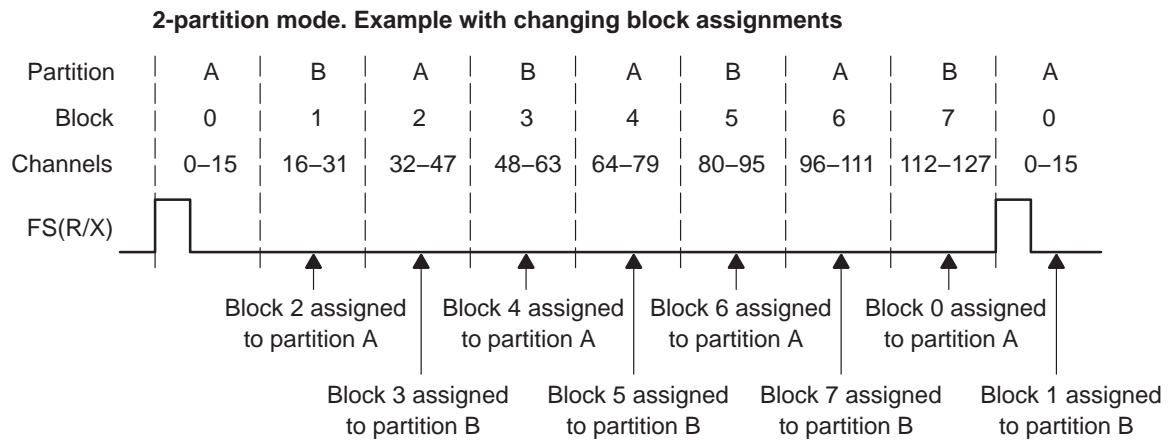 2-partition mode. Example with changing block assignments
Partition A B A B A B A B A
Block 0 1 2 3 4 5 6 7 0
Channels 0–15 16–31 32–47 48–63 64–79 80–95 96–111 112–127 0–15
FS(R/X)
Block 2 assigned
to partition A
Block 4 assigned
to partition A
Block 6 assigned
to partition A
Block 0 assigned
to partition A
Block 3 assigned
to partition B
Block 5 assigned
to partition B
Block 7 assigned
to partition B
Block 1 assigned
to partition B